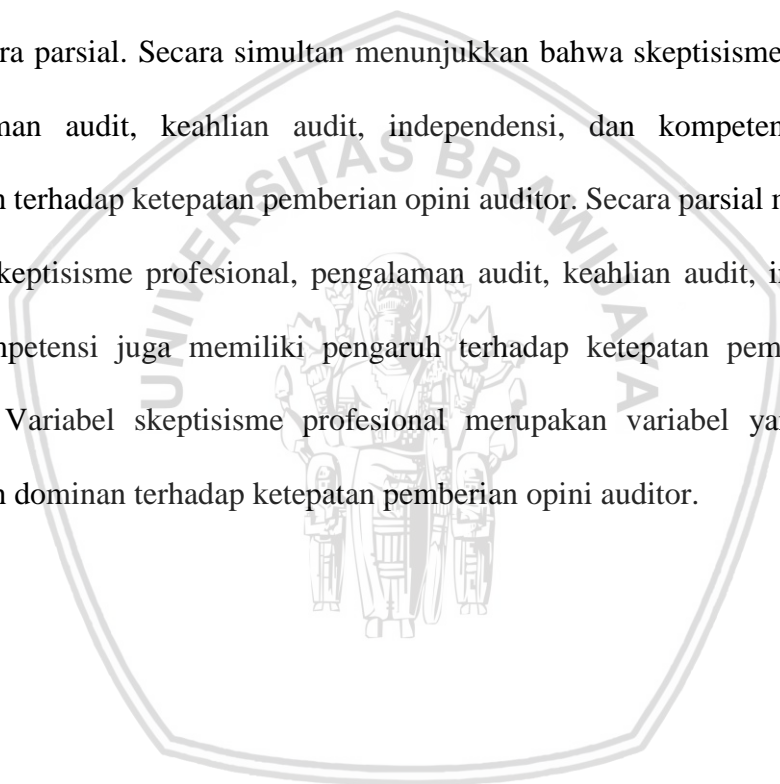 ra parsial. Secara simultan menunjukkan bahwa skeptisisme
man audit, keahlian audit, independensi, dan kompeten
n terhadap ketepatan pemberian opini auditor. Secara parsial
keptisisme profesional, pengalaman audit, keahlian audit, i
mpetensi juga memiliki pengaruh terhadap ketepatan pem
Variabel skeptisisme profesional merupakan variabel ya
n dominan terhadap ketepatan pemberian opini auditor.
UNIVERSITAS BRAWIJAYA